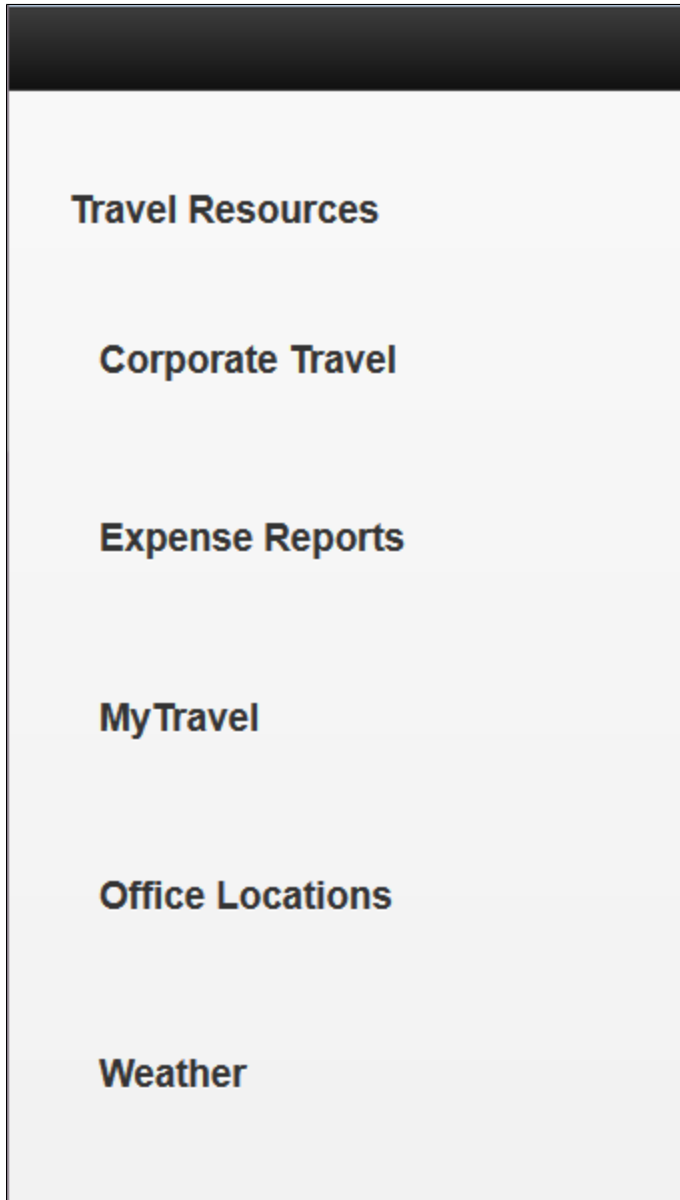 Travel Resources
Corporate Travel
Expense Reports
MyTravel
Office Locations
Weather